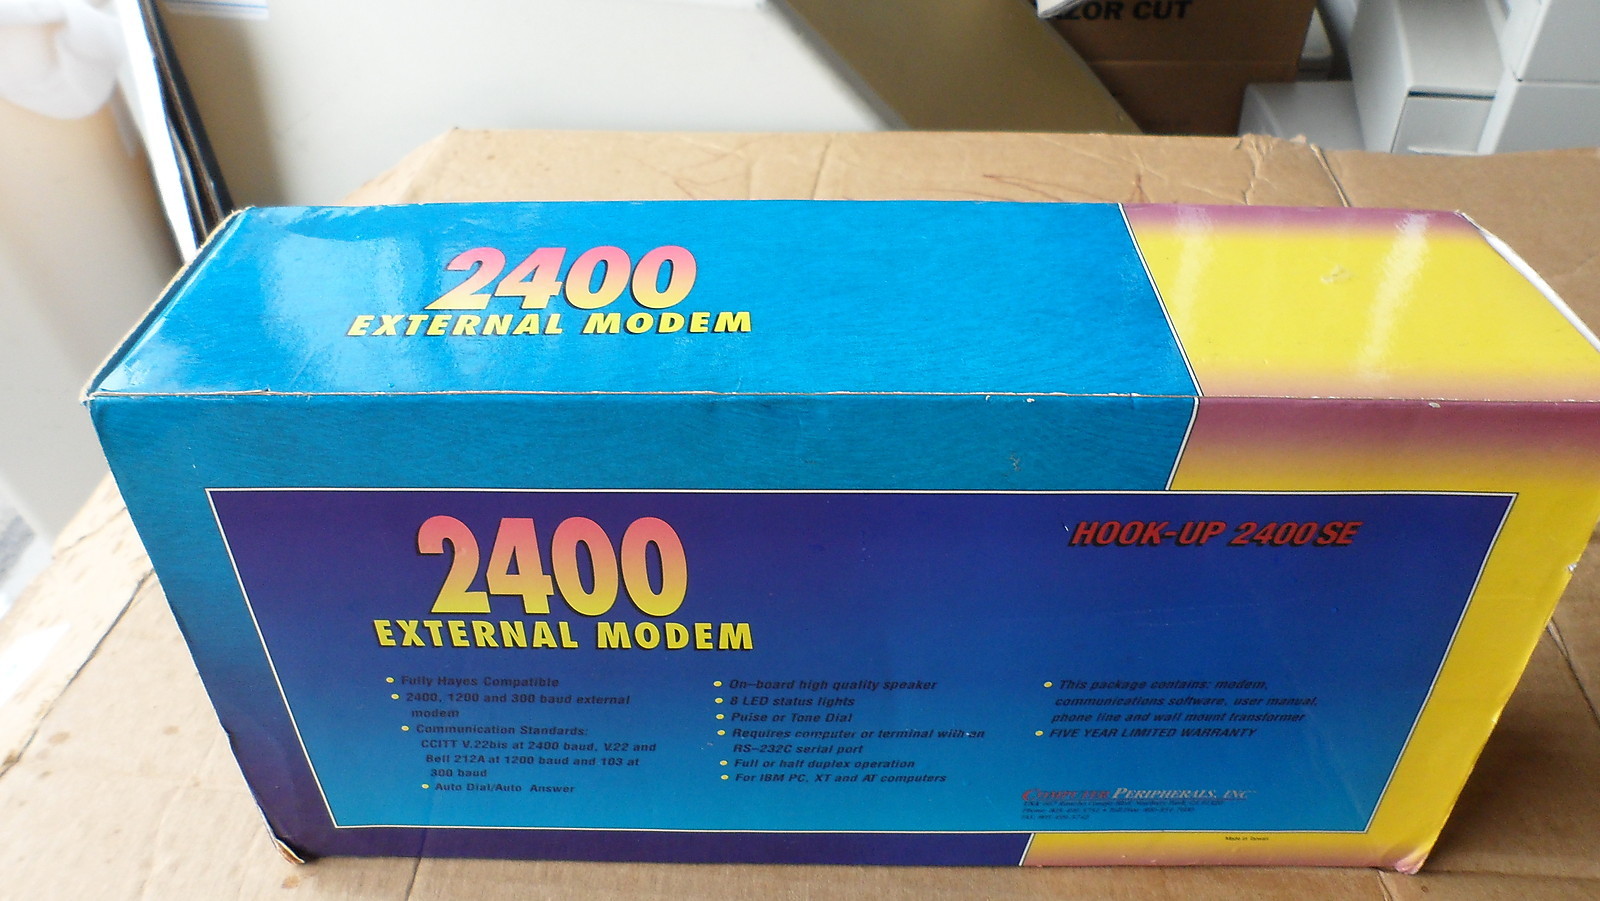 ZOR CUT
2400
EXTERNAL MODEM
2400
EXTERNAL MODEM
HOOK-UP 2400SE
• Fully Hayes Compatible
• 2400, 1200 and 300 baud external
modem
• Communication Standards:
CCITT V.22bis at 2400 baud, V.22 and
Bell 212A at 1200 baud and 103 at
300 baud
• Auto Dial/Auto Answer
• On-board high quality speaker
• 8 LED status lights
• Pulse or Tone Dial
• Requires computer or terminal with an
RS-232C serial port
• Full or half duplex operation
• For IBM PC, XT and AT computers
• This package contains: modem,
communications software, user manual,
phone line and wall mount transformer
• FIVE YEAR LIMITED WARRANTY
COMPUTER PERIPHERALS, INC
Made in Taiwan